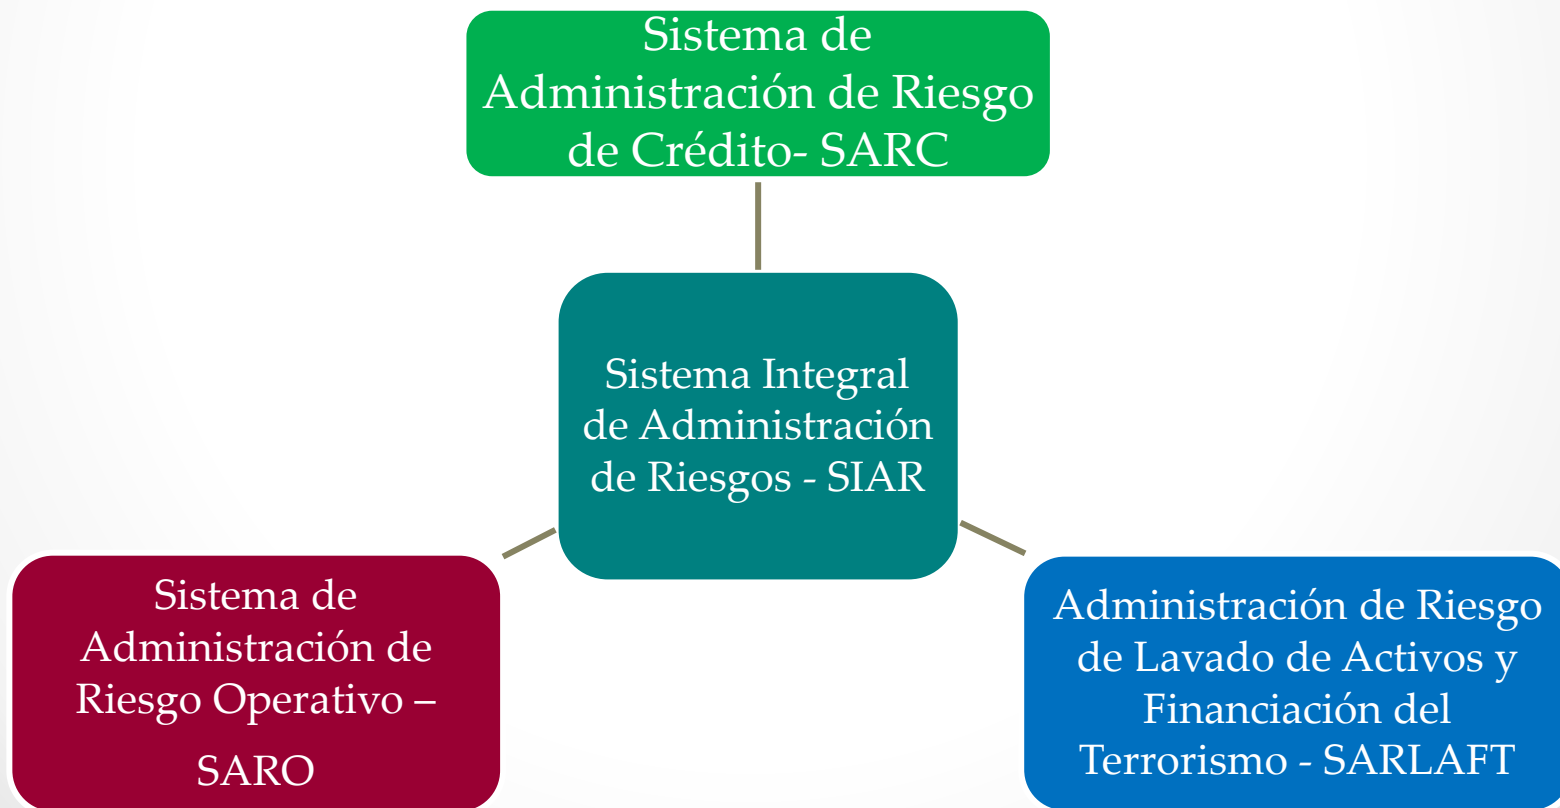 Sistema de
Administración de Riesgo
de Crédito- SARC
Sistema Integral
de Administración
de Riesgos - SIAR
Sistema de
Administración de
Riesgo Operativo –
SARO
Administración de Riesgo
de Lavado de Activos y
Financiación del
Terrorismo - SARLAFT